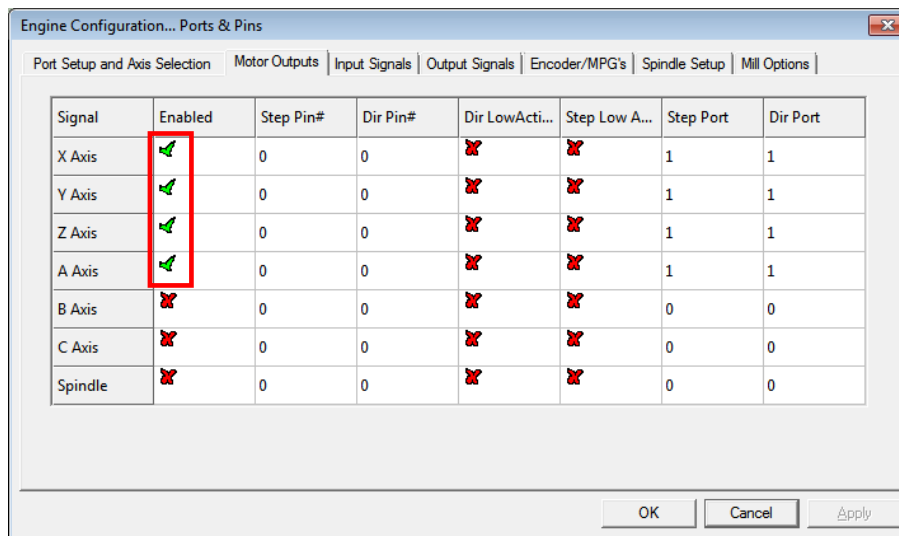 Engine Configuration... Ports & Pins
Port Setup and Axis Selection Motor Outputs Input Signals Output Signals Encoder/MPG's Spindle Setup Mill Options
Signal Enabled Step Pin# Dir Pin# Dir LowActi... Step Low A... Step Port Dir Port
X Axis 0 0 1 1
Y Axis 0 0 1 1
Z Axis 0 0 1 1
A Axis 0 0 1 1
B Axis 0 0 0 0
C Axis 0 0 0 0
Spindle 0 0 0 0
OK Cancel Apply